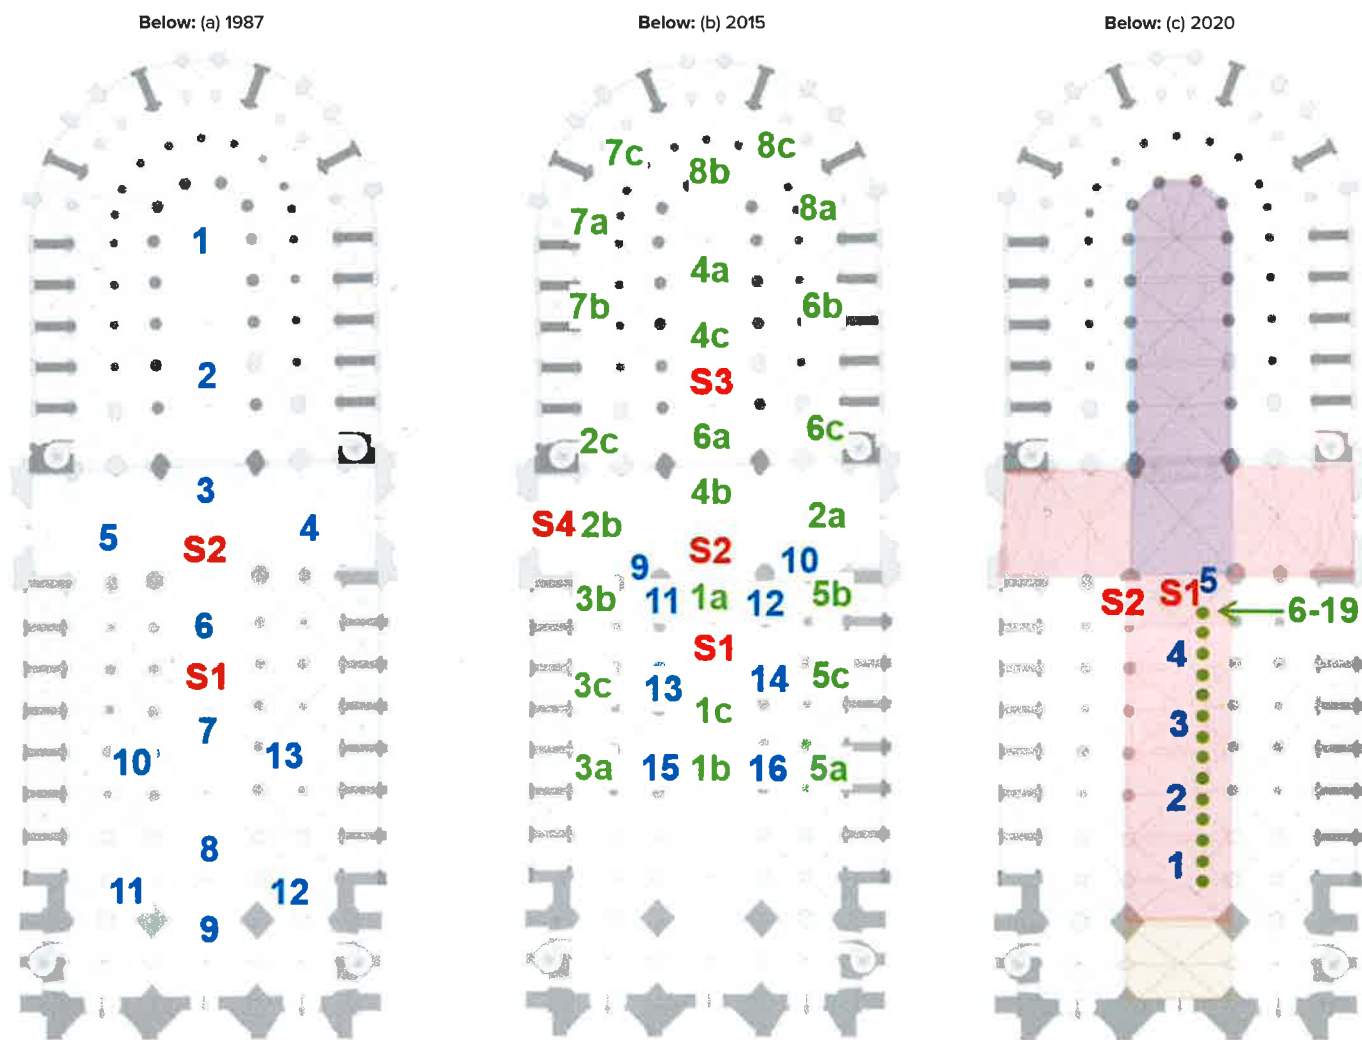 Below: (a) 1987
1
2
3
5
4
S2
6
S1
7
10
13
8
11
12
9
Below: (b) 2015
7c
8c
8b
7a
8a
4a
7b
6b
4c
S3
2c
6a
6c
4b
S4
2b
2a
S2
9
10
3b
11
1a
12
5b
S1
3c
13
14
5c
1c
3a
15
1b
16
5a
Below: (c) 2020
S2
S1
5
6-19
4
3
2
1